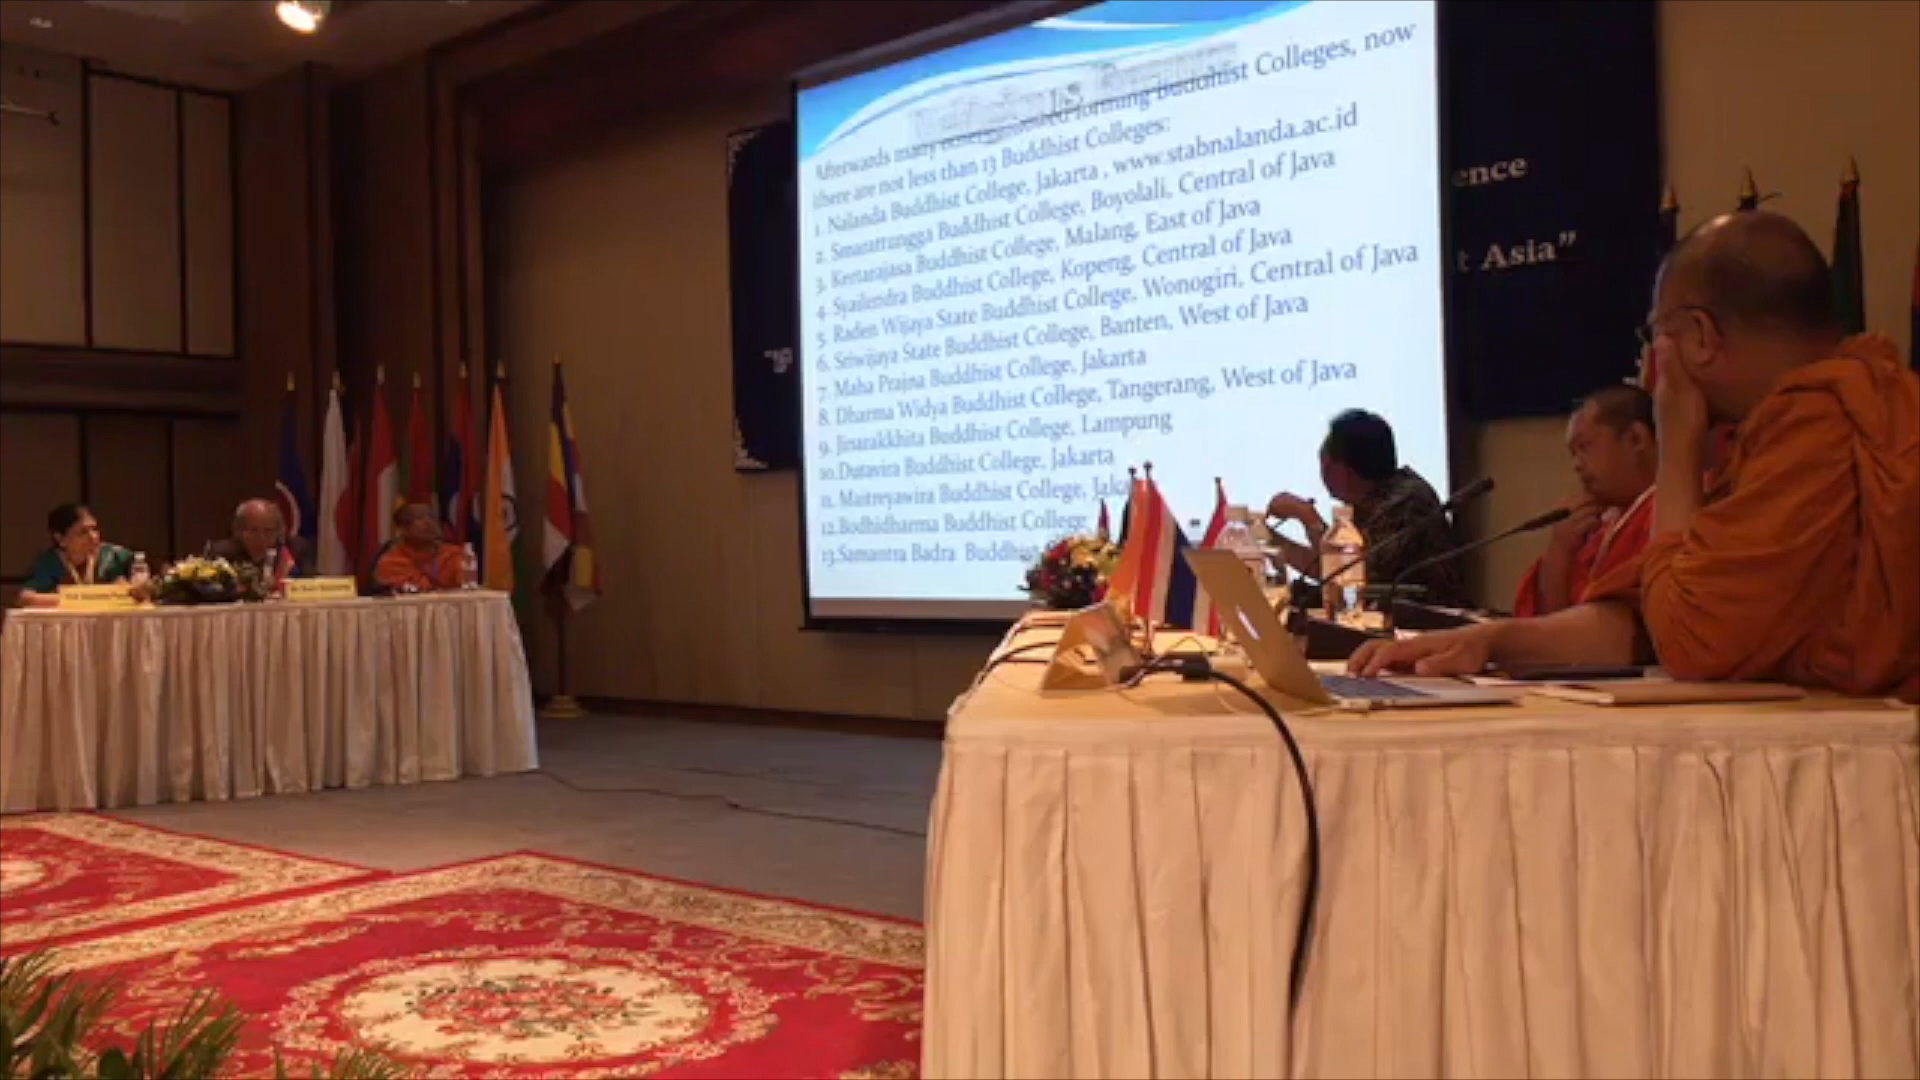 Afterwards many forming Buddhist Colleges, now
there are not less than 13 Buddhist Colleges:
1. Nalanda Buddhist College, Jakarta , www.stabnalanda.ac.id
2. Smaratungga Buddhist College, Boyolali, Central of Java
3. Kertarajasa Buddhist College, Malang, East of Java
4. Syailendra Buddhist College, Kopeng, Central of Java
5. Raden Wijaya State Buddhist College, Wonogiri, Central of Java
6. Sriwijaya State Buddhist College, Banten, West of Java
7. Maha Prajna Buddhist College, Jakarta
8. Dharma Widya Buddhist College, Tangerang, West of Java
9. Jinarakkhita Buddhist College, Lampung
10.Dutavira Buddhist College, Jakarta
11. Maitreyawira Buddhist College, Jaka
12.Bodhidharma Buddhist College
13.Samantra Badra Buddhist
ence
t Asia”